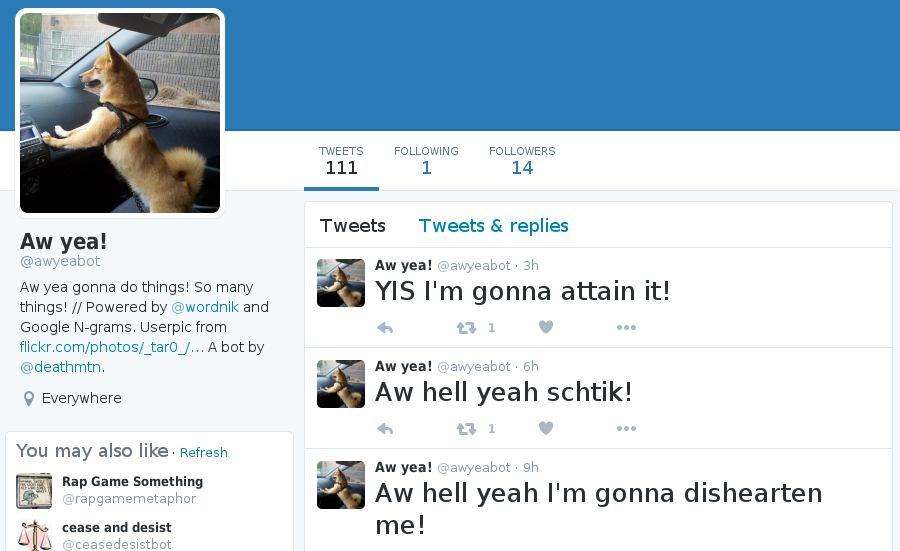 TWEETS
111
FOLLOWING
1
FOLLOWERS
14
Aw yea!
@awyeabot
Aw yea gonna do things! So many
things! // Powered by @wordnik and
Google N-grams. Userpic from
flickr.com/photos/_tar0_/... A bot by
@deathmtn.
Everywhere
You may also like · Refresh
Rap Game Something
@rapgamemetaphor
cease and desist
@ceasedesistbot
Tweets Tweets & replies
Aw yea! @awyeabot · 3h
YIS I'm gonna attain it!
1
Aw yea! @awyeabot · 6h
Aw hell yeah schtik!
1
Aw yea! @awyeabot · 9h
Aw hell yeah I'm gonna dishearten
me!